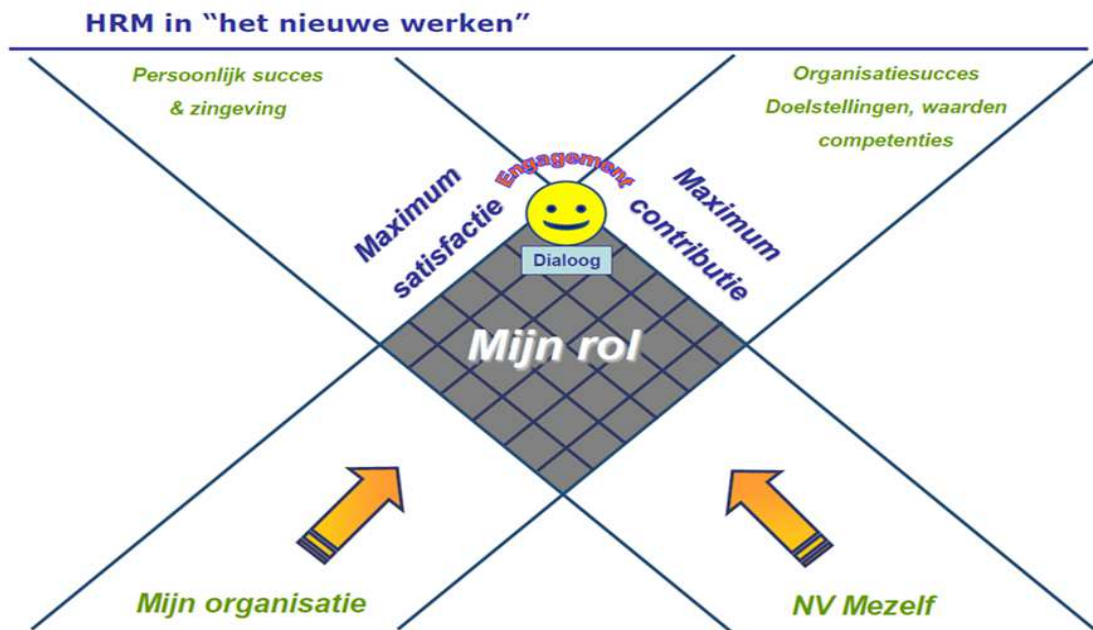 HRM in “het nieuwe werken”
Persoonlijk succes
& zingeving
Organisatiesucces
Doelstellingen, waarden
competenties
Engagement
Maximum
satisfactie
Maximum
contributie
Dialoog
Mijn rol
Mijn organisatie
NV Mezelf